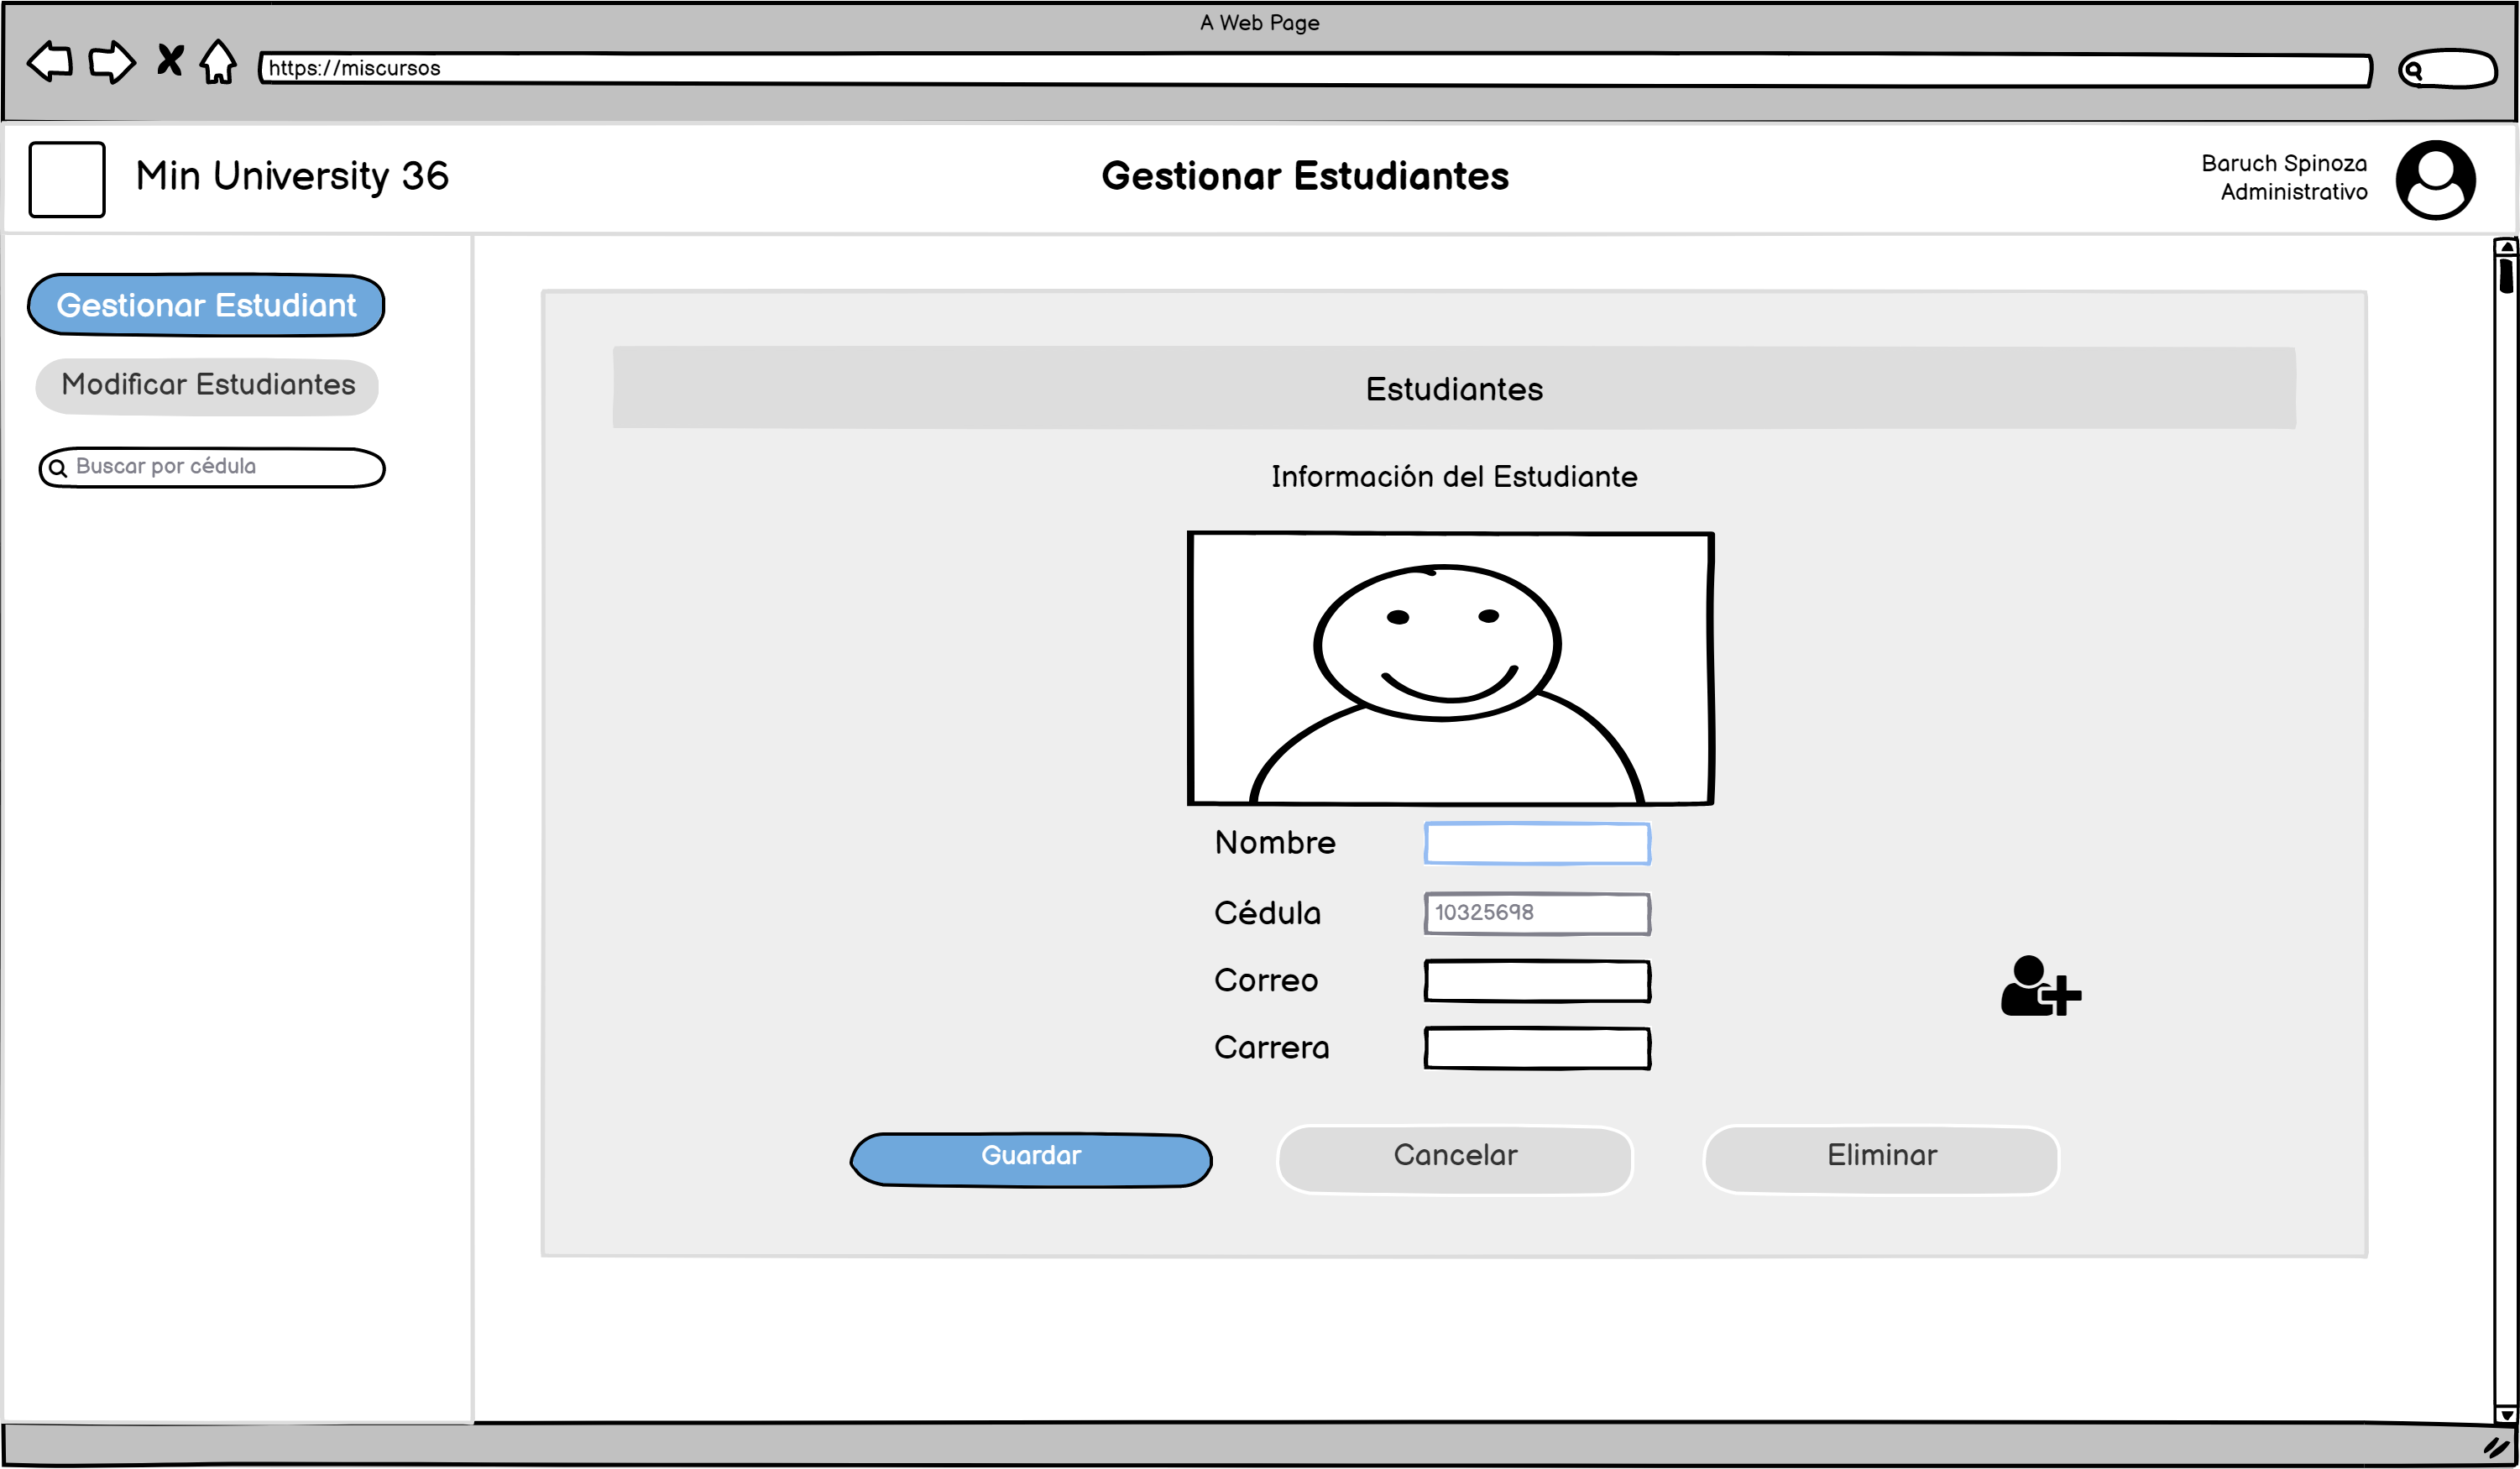 A Web Page
https://miscursos
Min University 36
Gestionar Estudiantes
Baruch Spinoza
Administrativo
Gestionar Estudiant
Modificar Estudiantes
Buscar por cédula
Estudiantes
Información del Estudiante
Nombre
Cédula
10325698
Correo
Carrera
Guardar
Cancelar
Eliminar